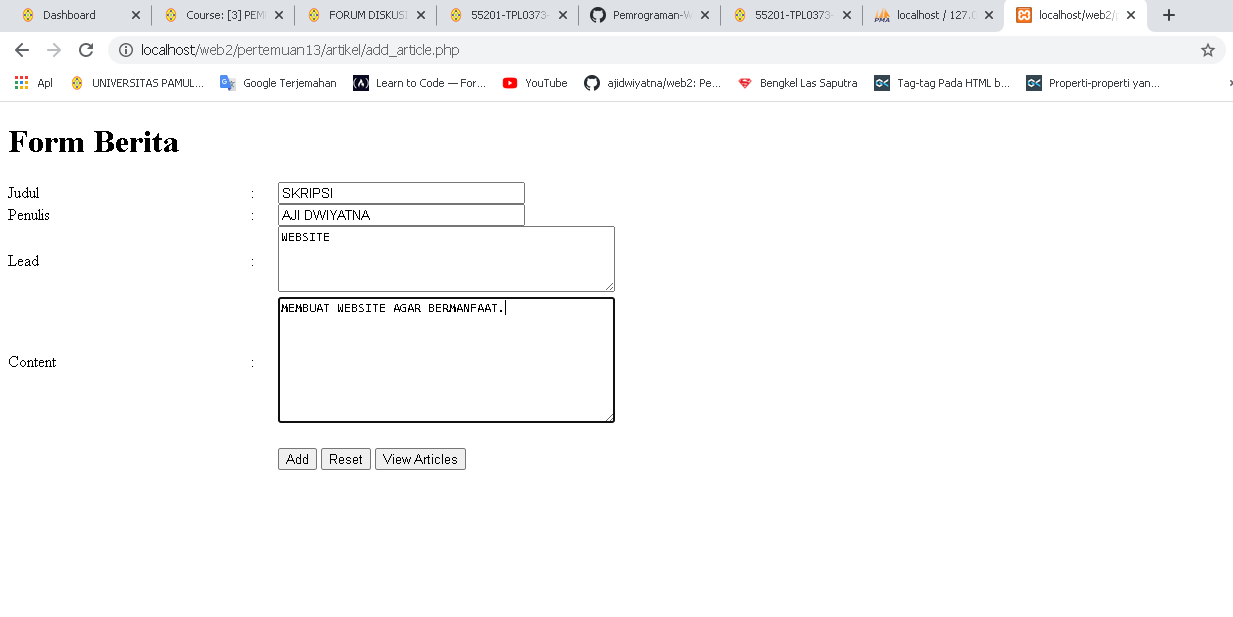 Dashboard Course: [3] PEM FORUM DISKUSI 55201-TPL0373- Pemrograman-W 55201-TPL0373- localhost / 127.0 localhost/web2/p
localhost/web2/pertemuan13/artikel/add_article.php
Apl UNIVERSITAS PAMUL... Google Terjemahan Learn to Code — For... YouTube ajidwiyatna/web2: Pe... Bengkel Las Saputra Tag-tag Pada HTML b... Properti-properti yan...
Form Berita
Judul : SKRIPSI
Penulis : AJI DWIYATNA
Lead : WEBSITE
Content : MEMBUAT WEBSITE AGAR BERMANFAAT.
Add Reset View Articles